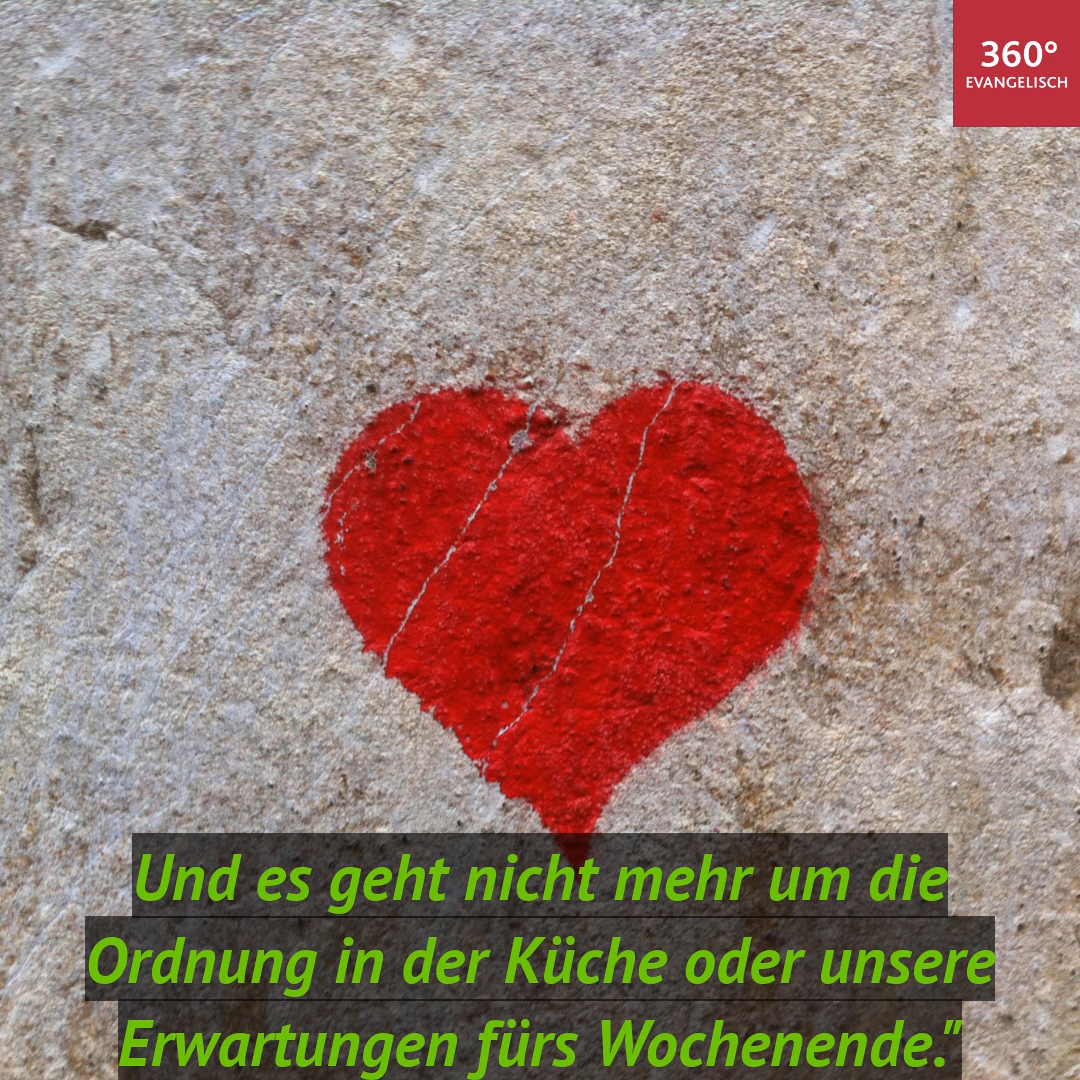 360°
EVANGELISCH
Und es geht nicht mehr um die
Ordnung in der Küche oder unsere
Erwartungen fürs Wochenende."